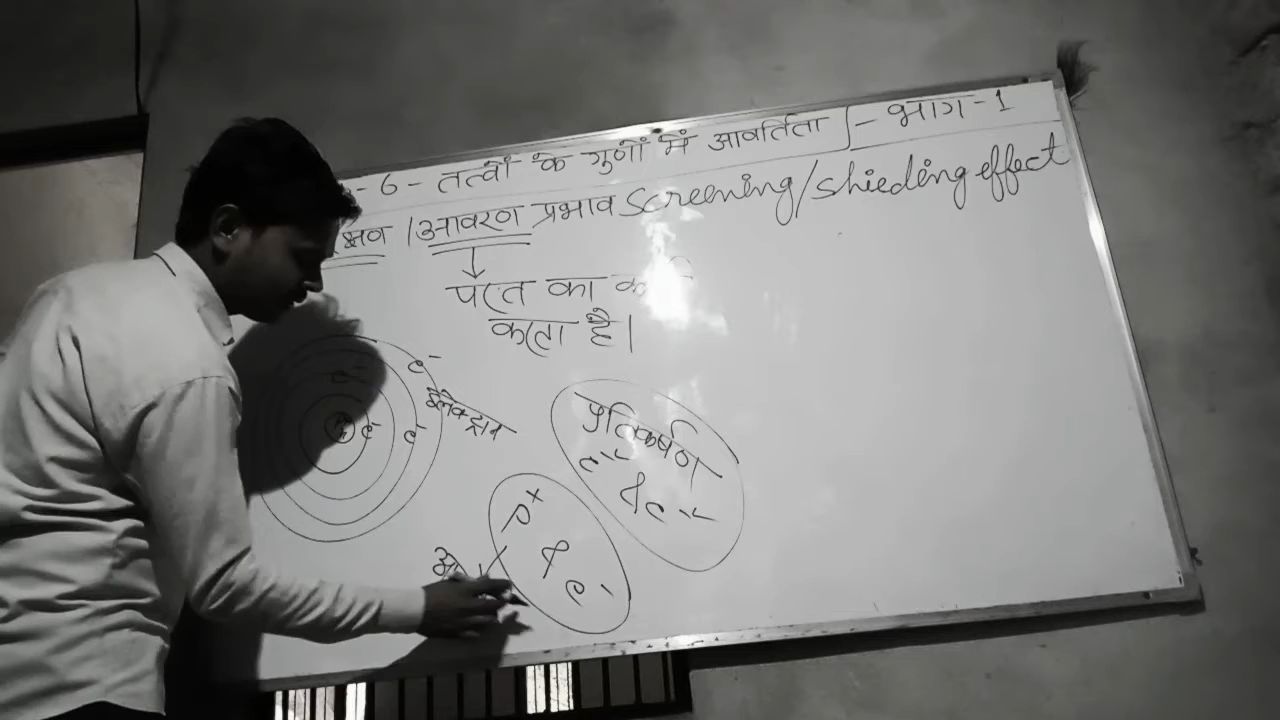 - 6 - तत्वों के गुणों में आवर्तिता ] - भाग - 1
/ आवरण प्रभाव screening/shieding effect
↓
परत का
करता है।
e⁻
e⁻
e⁻
e⁻
इलेक्ट्रान
प्रतिकर्षण
e⁻ & e⁻
p⁺
&
e⁻